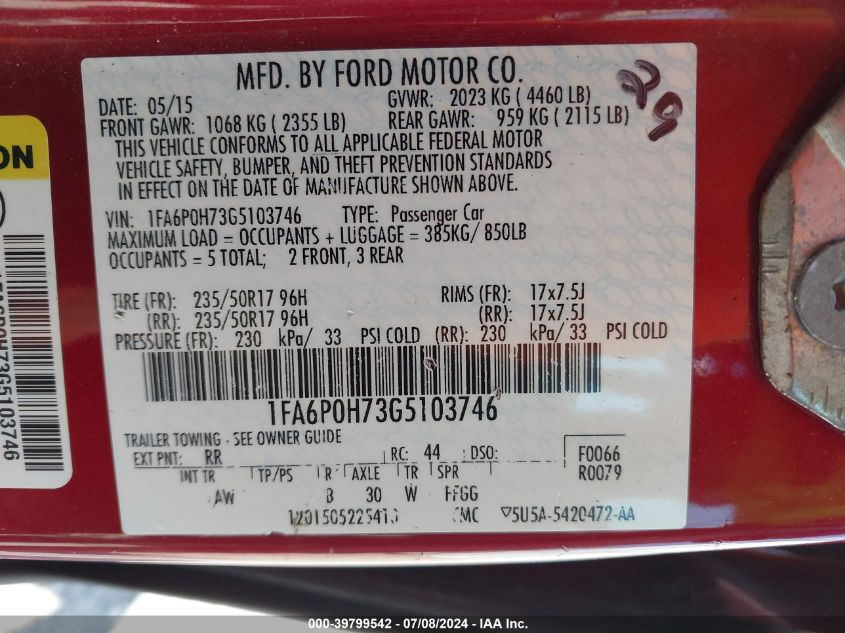 MFD. BY FORD MOTOR CO.
29
DATE: 05/15 GVWR: 2023 KG ( 4460 LB)
FRONT GAWR: 1068 KG ( 2355 LB) REAR GAWR: 959 KG ( 2115 LB)
THIS VEHICLE CONFORMS TO ALL APPLICABLE FEDERAL MOTOR
VEHICLE SAFETY, BUMPER, AND THEFT PREVENTION STANDARDS
IN EFFECT ON THE DATE OF MANUFACTURE SHOWN ABOVE.
VIN: 1FA6P0H73G5103746 TYPE: Passenger Car
MAXIMUM LOAD = OCCUPANTS + LUGGAGE = 385KG/ 850LB
OCCUPANTS = 5 TOTAL; 2 FRONT, 3 REAR
TIRE (FR): 235/50R17 96H RIMS (FR): 17x7.5J
(RR): 235/50R17 96H (RR): 17x7.5J
PRESSURE (FR): 230 kPa/ 33 PSI COLD (RR): 230 kPa/ 33 PSI COLD
1FA6P0H73G5103746
TRAILER TOWING - SEE OWNER GUIDE
EXT PNT: RR RC: 44 DSO: F0066
INT TR TP/PS R AXLE TR SPR R0079
AW B 30 W FFGG
▽5U5A-5420472-AA
ON
1FA6P0H73G5103746
000-39799542 - 07/08/2024 - IAA Inc.